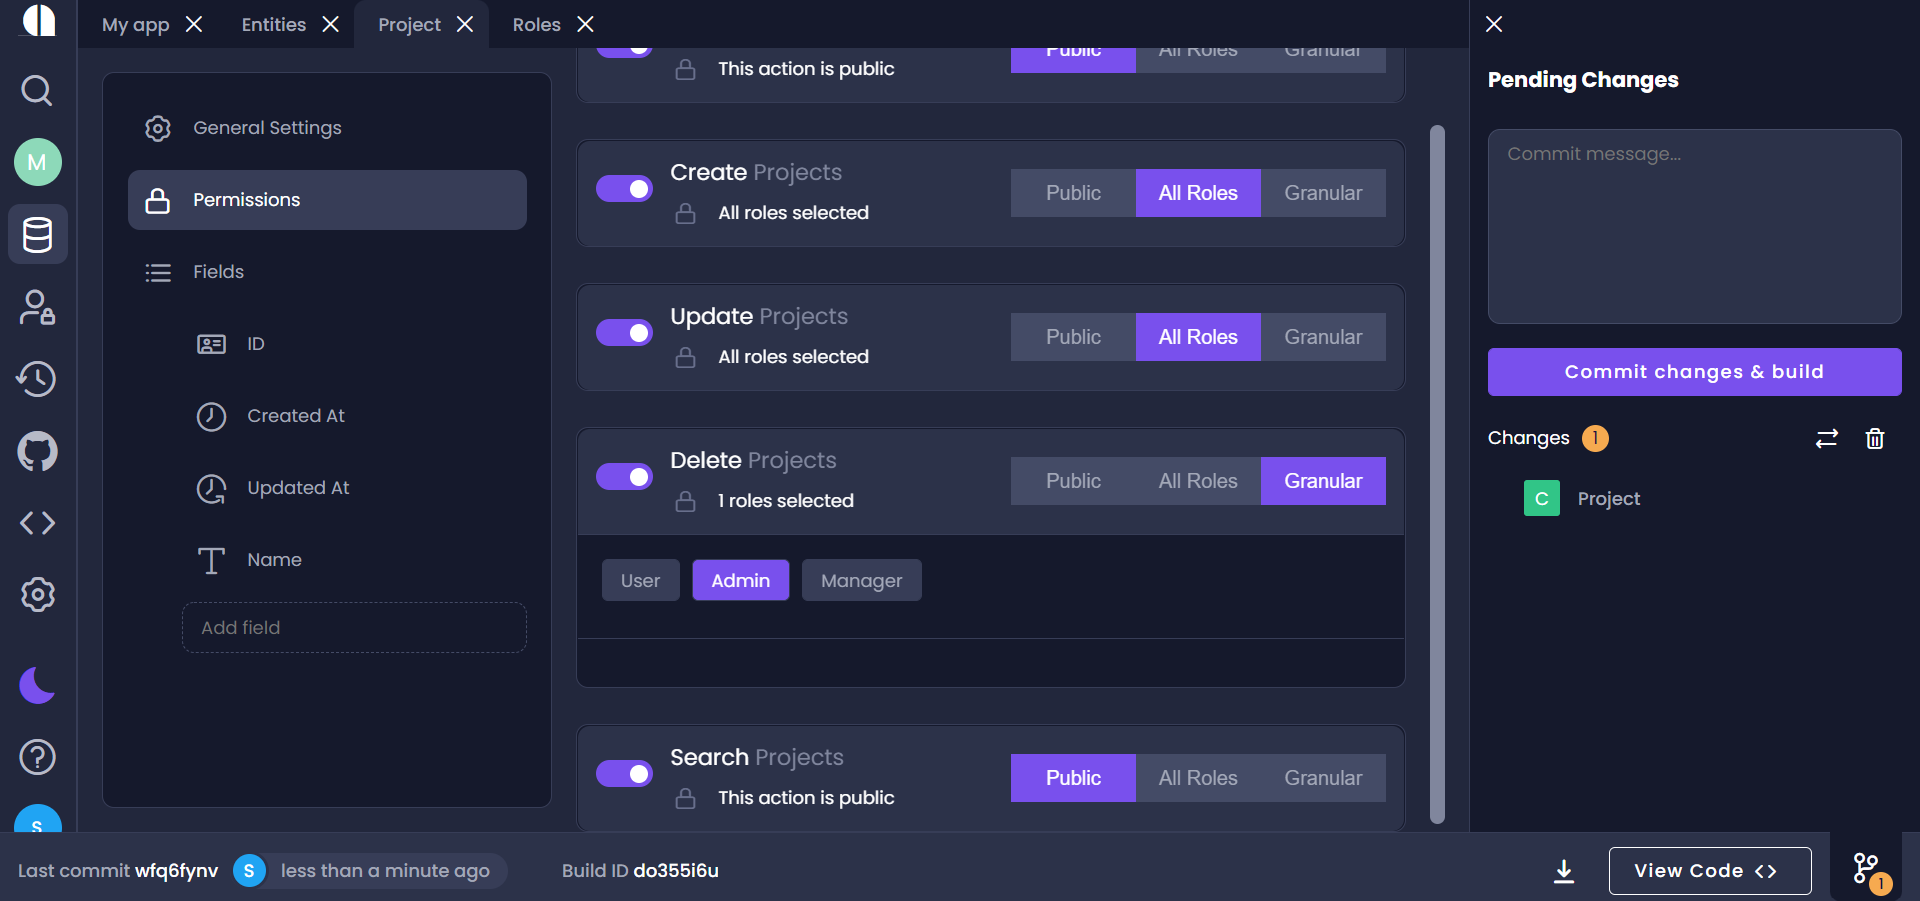 My app
Entities
Project
Roles
M
General Settings
Permissions
Fields
ID
Created At
Updated At
Name
Add field
This action is public
Public
All Roles
Granular
Create Projects
All roles selected
Public
All Roles
Granular
Update Projects
All roles selected
Public
All Roles
Granular
Delete Projects
1 roles selected
Public
All Roles
Granular
User
Admin
Manager
Search Projects
This action is public
Public
All Roles
Granular
Pending Changes
Commit message...
Commit changes & build
Changes 1
C Project
S
Last commit wfq6fynv S less than a minute ago
Build ID do355i6u
View Code
1